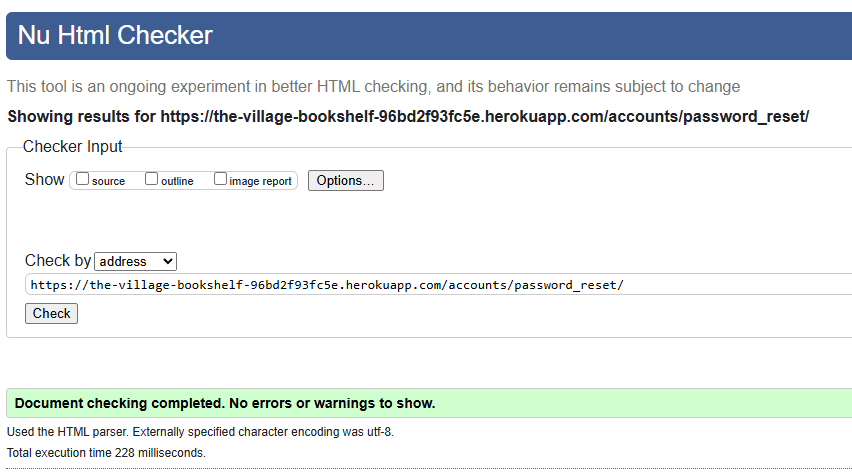 Nu Html Checker
This tool is an ongoing experiment in better HTML checking, and its behavior remains subject to change
Showing results for https://the-village-bookshelf-96bd2f93fc5e.herokuapp.com/accounts/password_reset/
Checker Input
Show source outline image report Options...
Check by address
https://the-village-bookshelf-96bd2f93fc5e.herokuapp.com/accounts/password_reset/
Check
Document checking completed. No errors or warnings to show.
Used the HTML parser. Externally specified character encoding was utf-8.
Total execution time 228 milliseconds.